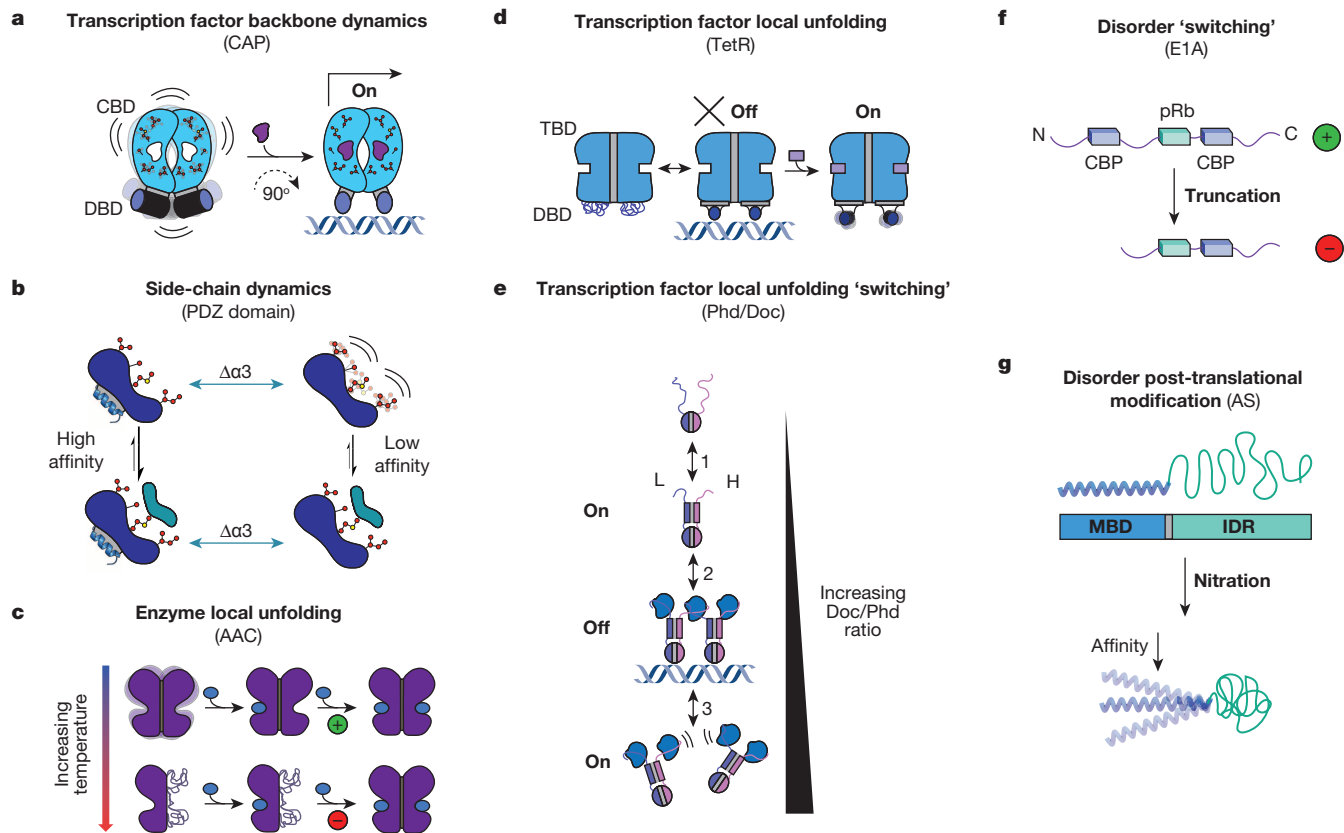 a
Transcription factor backbone dynamics
(CAP)
CBD
DBD
90°
On
b
Side-chain dynamics
(PDZ domain)
Δα3
High
affinity
Low
affinity
Δα3
c
Enzyme local unfolding
(AAC)
Increasing
temperature
+
−
d
Transcription factor local unfolding
(TetR)
TBD
DBD
Off
On
e
Transcription factor local unfolding ‘switching’
(Phd/Doc)
1
L
H
On
2
Off
3
On
Increasing
Doc/Phd
ratio
f
Disorder ‘switching’
(E1A)
pRb
N
C
+
CBP
CBP
Truncation
−
g
Disorder post-translational
modification (AS)
MBD
IDR
Nitration
Affinity